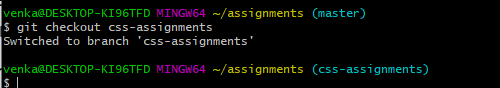 venka@DESKTOP-KI96TFD MINGW64 ~/assignments (master)
$ git checkout css-assignments
Switched to branch 'css-assignments'
venka@DESKTOP-KI96TFD MINGW64 ~/assignments (css-assignments)
$